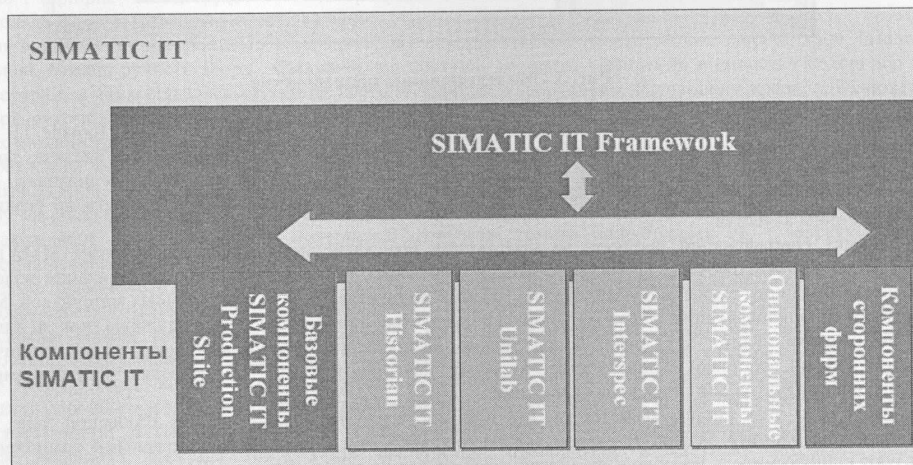 SIMATIC IT
SIMATIC IT Framework
Компоненты
SIMATIC IT
Базовые
компоненты
SIMATIC IT
Production
Suite
SIMATIC IT
Historian
SIMATIC IT
Unilab
SIMATIC IT
Interspec
Опциональные
компоненты
SIMATIC IT
Компоненты
сторонних
фирм